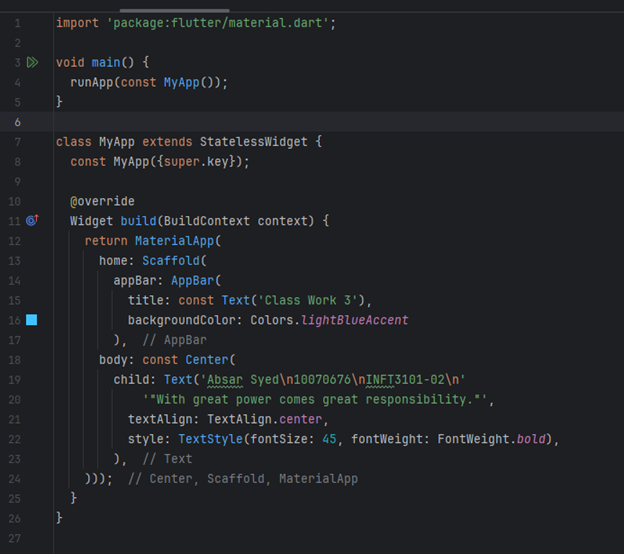 1 import 'package:flutter/material.dart';
2
3 void main() {
4   runApp(const MyApp());
5 }
6
7 class MyApp extends StatelessWidget {
8   const MyApp({super.key});
9
10   @override
11   Widget build(BuildContext context) {
12     return MaterialApp(
13       home: Scaffold(
14         appBar: AppBar(
15           title: const Text('Class Work 3'),
16           backgroundColor: Colors.lightBlueAccent
17         ),  // AppBar
18         body: const Center(
19           child: Text('Absar Syed\n10070676\nINFT3101-02\n'
20             '"With great power comes great responsibility."',
21           textAlign: TextAlign.center,
22           style: TextStyle(fontSize: 45, fontWeight: FontWeight.bold),
23         ),  // Text
24     )));  // Center, Scaffold, MaterialApp
25   }
26 }
27